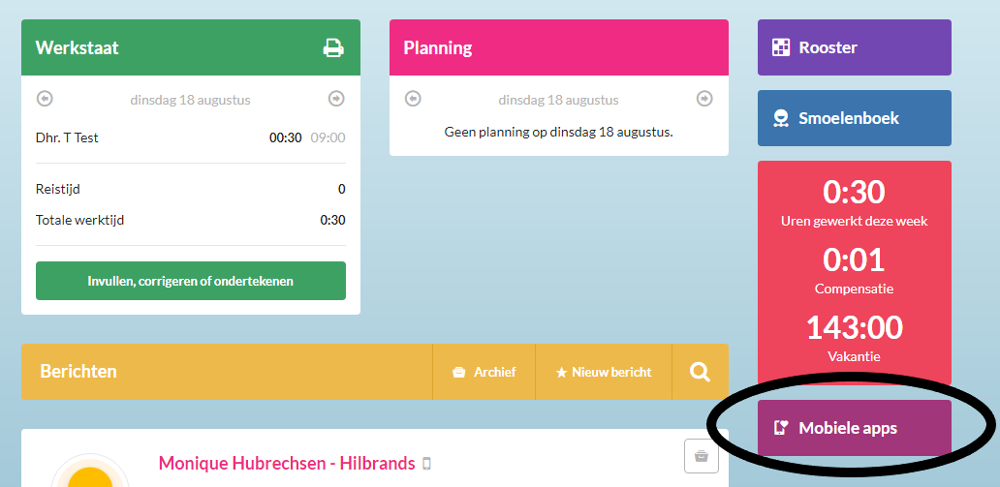 Werkstaat
dinsdag 18 augustus
Dhr. T Test 00:30 09:00
Reistijd 0
Totale werktijd 0:30
Invullen, corrigeren of ondertekenen
Planning
dinsdag 18 augustus
Geen planning op dinsdag 18 augustus.
Rooster
Smoelenboek
0:30
Uren gewerkt deze week
0:01
Compensatie
143:00
Vakantie
Mobiele apps
Berichten Archief Nieuw bericht
Monique Hubrechsen - Hilbrands